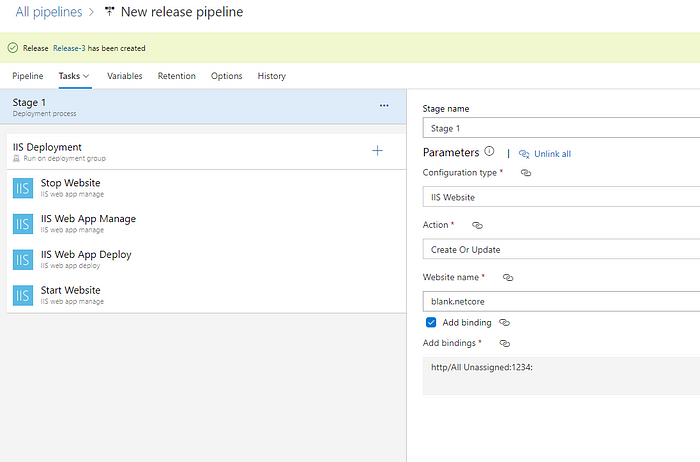 All pipelines > New release pipeline
Release Release-3 has been created
Pipeline Tasks Variables Retention Options History
Stage 1
Deployment process
...
IIS Deployment
Run on deployment group
+
IIS Stop Website
IIS web app manage
IIS IIS Web App Manage
IIS web app manage
IIS IIS Web App Deploy
IIS web app deploy
IIS Start Website
IIS web app manage
Stage name
Stage 1
Parameters | Unlink all
Configuration type *
IIS Website
Action *
Create Or Update
Website name *
blank.netcore
Add binding
Add bindings *
http/All Unassigned:1234: